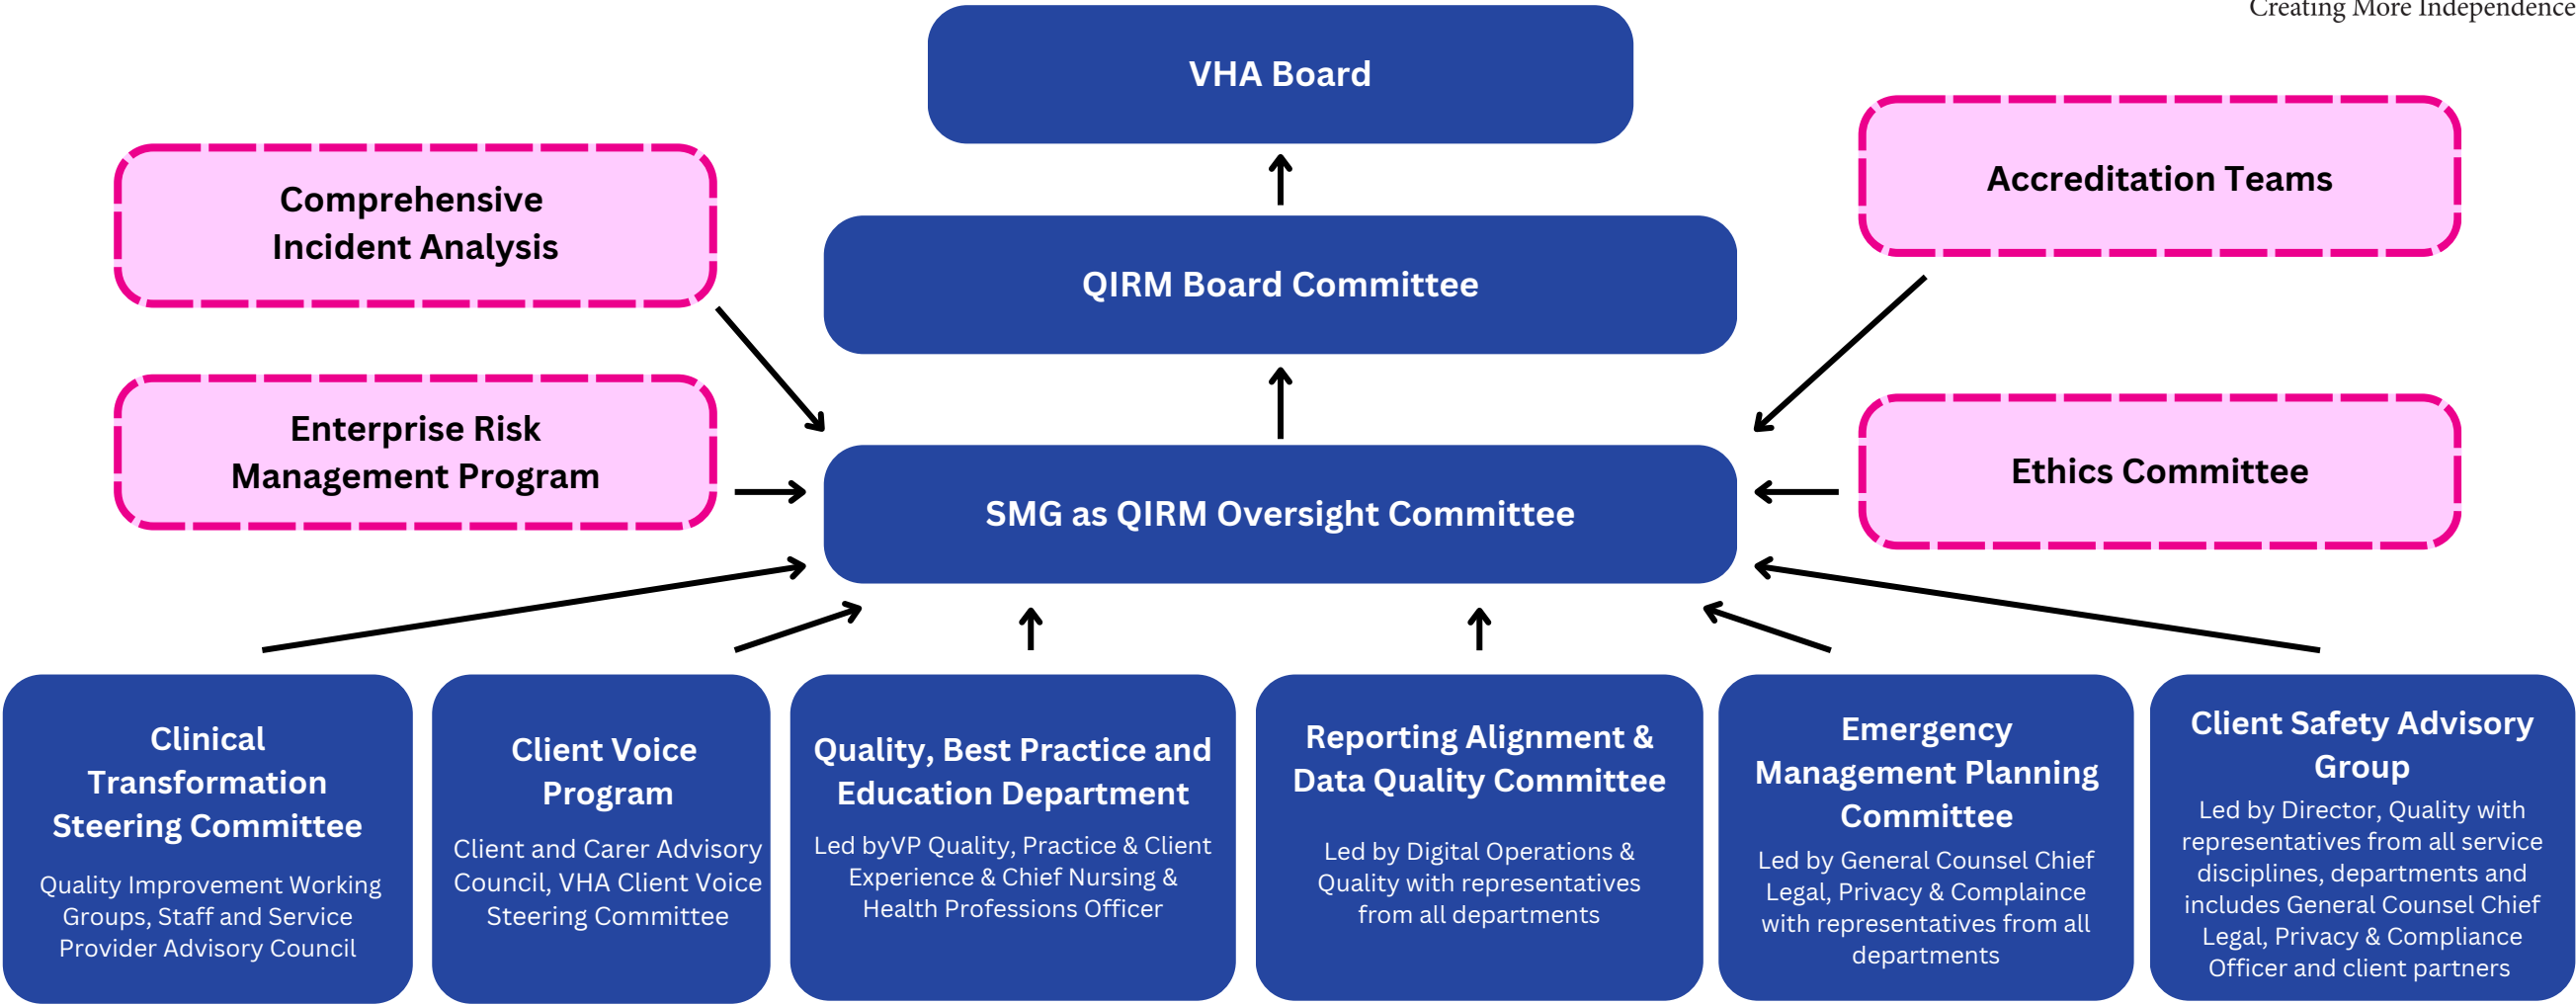 Creating More Independence
VHA Board
Comprehensive
Incident Analysis
Accreditation Teams
QIRM Board Committee
Enterprise Risk
Management Program
Ethics Committee
SMG as QIRM Oversight Committee
Clinical
Transformation
Steering Committee
Quality Improvement Working
Groups, Staff and Service
Provider Advisory Council
Client Voice
Program
Client and Carer Advisory
Council, VHA Client Voice
Steering Committee
Quality, Best Practice and
Education Department
Led byVP Quality, Practice & Client
Experience & Chief Nursing &
Health Professions Officer
Reporting Alignment &
Data Quality Committee
Led by Digital Operations &
Quality with representatives
from all departments
Emergency
Management Planning
Committee
Led by General Counsel Chief
Legal, Privacy & Complaince
with representatives from all
departments
Client Safety Advisory
Group
Led by Director, Quality with
representatives from all service
disciplines, departments and
includes General Counsel Chief
Legal, Privacy & Compliance
Officer and client partners